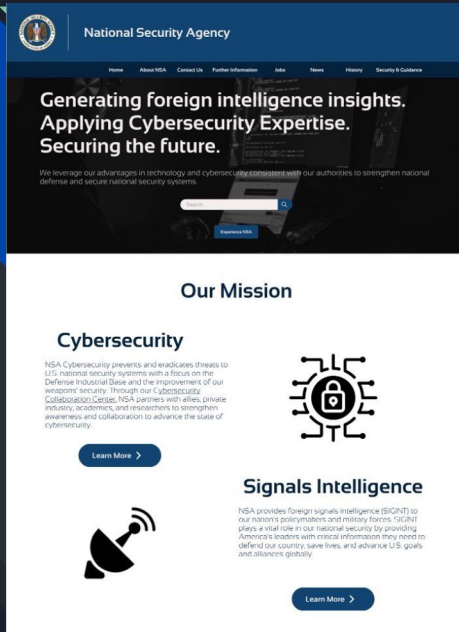 National Security Agency
Home About NSA Contact Us Further Information Jobs News History Security & Guidance
Generating foreign intelligence insights.
Applying Cybersecurity Expertise.
Securing the future.
We leverage our advantages in technology and cybersecurity consistent with our authorities to strengthen national
defense and secure national security systems.
Search
Experience NSA
Our Mission
Cybersecurity
NSA Cybersecurity prevents and eradicates threats to
U.S. national security systems with a focus on the
Defense Industrial Base and the improvement of our
weapons' security. Through our Cybersecurity
Collaboration Center, NSA partners with allies, private
industry, academics, and researchers to strengthen
awareness and collaboration to advance the state of
cybersecurity.
Learn More
Signals Intelligence
NSA provides foreign signals intelligence (SIGINT) to
our nation's policymakers and military forces. SIGINT
plays a vital role in our national security by providing
America's leaders with critical information they need to
defend our country, save lives, and advance U.S. goals
and alliances globally.
Learn More